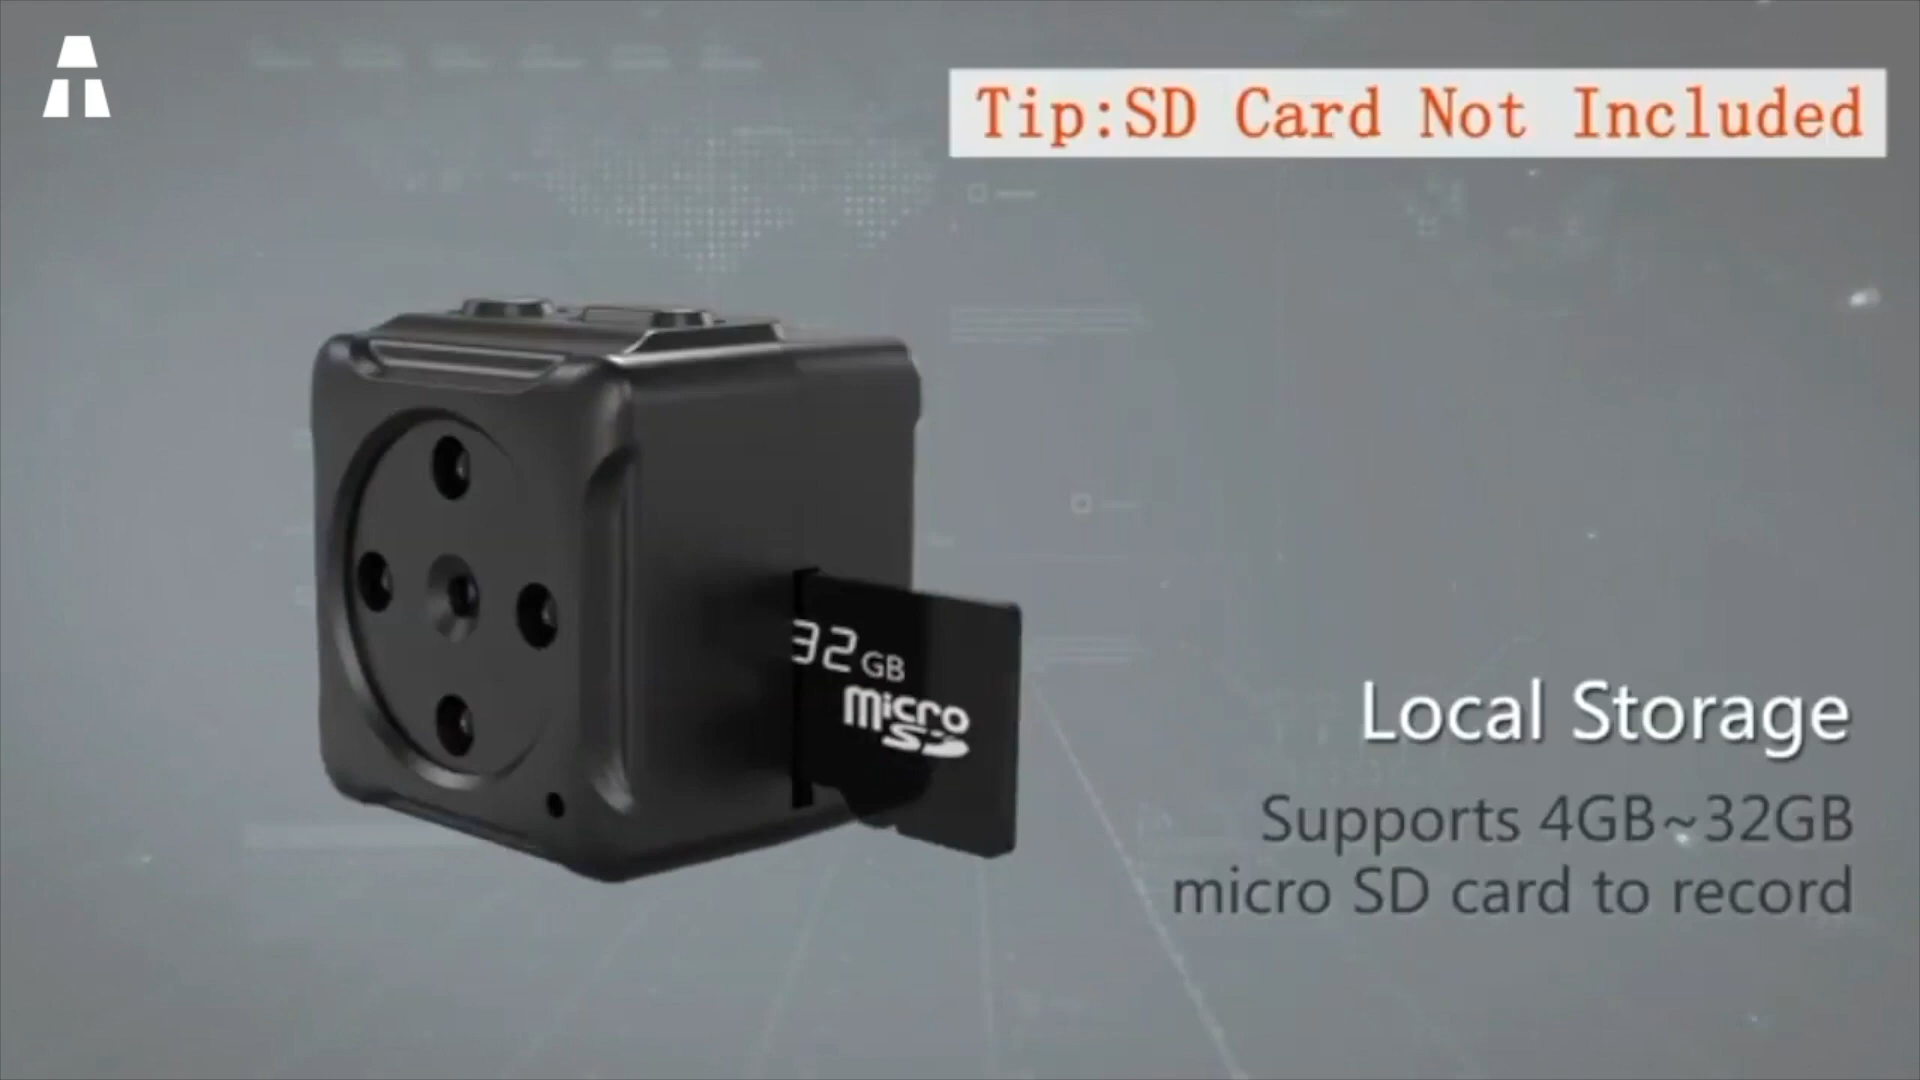 Tip:SD Card Not Included
32GB
micro
SD
Local Storage
Supports 4GB~32GB
micro SD card to record